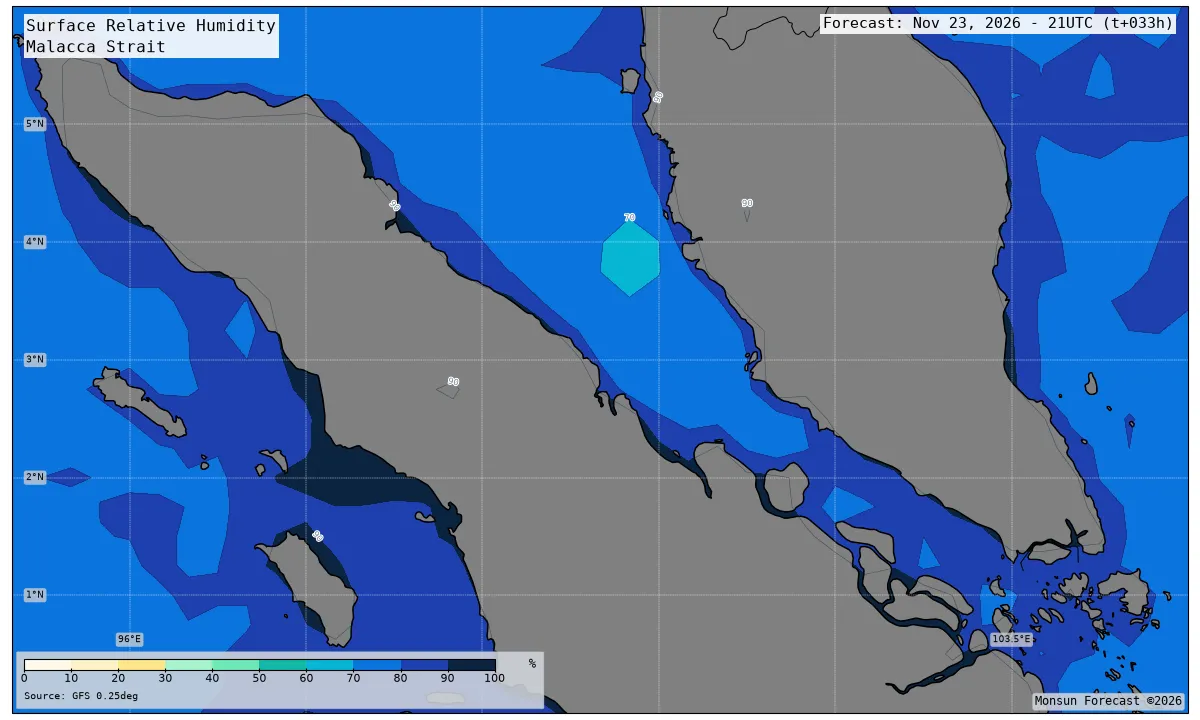 Surface Relative Humidity
Malacca Strait
Forecast: Nov 23, 2026 - 21UTC (t+033h)
90
5°N
90
90
70
4°N
3°N
90
2°N
90
1°N
96°E
103.5°E
%
0 10 20 30 40 50 60 70 80 90 100
Source: GFS 0.25deg
Monsun Forecast ©2026